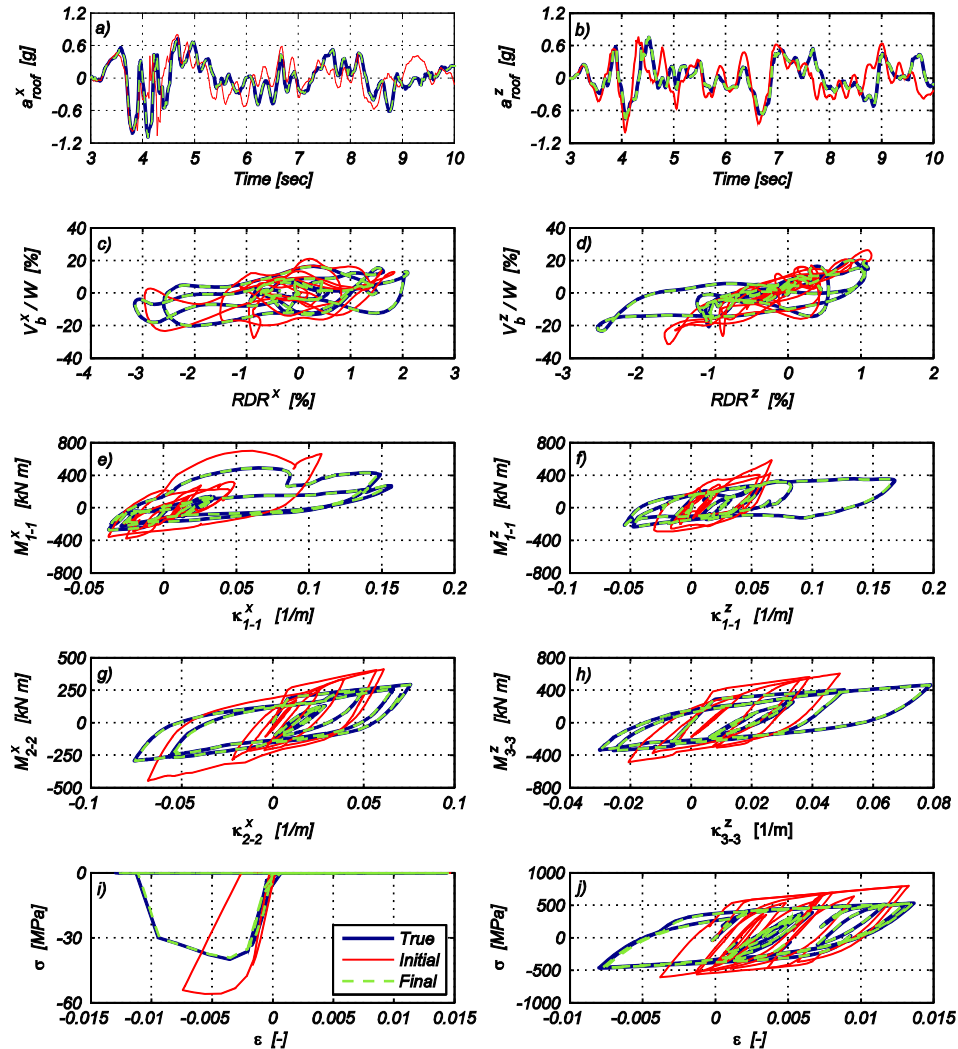 a)
1.2
0.6
0
-0.6
-1.2
a^x_roof [g]
3 4 5 6 7 8 9 10
Time [sec]
b)
1.2
0.6
0
-0.6
-1.2
a^z_roof [g]
3 4 5 6 7 8 9 10
Time [sec]
c)
40
20
0
-20
-40
V^x_b / W [%]
-4 -3 -2 -1 0 1 2 3
RDR^x [%]
d)
40
20
0
-20
-40
V^z_b / W [%]
-3 -2 -1 0 1 2
RDR^z [%]
e)
800
400
0
-400
-800
M^x_1-1 [kN m]
-0.05 0 0.05 0.1 0.15 0.2
κ^x_1-1 [1/m]
f)
800
400
0
-400
-800
M^z_1-1 [kN m]
-0.1 -0.05 0 0.05 0.1 0.15 0.2
κ^z_1-1 [1/m]
g)
500
250
0
-250
-500
M^x_2-2 [kN m]
-0.1 -0.05 0 0.05 0.1
κ^x_2-2 [1/m]
h)
800
400
0
-400
-800
M^z_3-3 [kN m]
-0.04 -0.02 0 0.02 0.04 0.06 0.08
κ^z_3-3 [1/m]
i)
0
-30
-60
σ [MPa]
True
Initial
Final
-0.015 -0.01 -0.005 0 0.005 0.01 0.015
ε [-]
j)
1000
500
0
-500
-1000
σ [MPa]
-0.01 -0.005 0 0.005 0.01 0.015
ε [-]